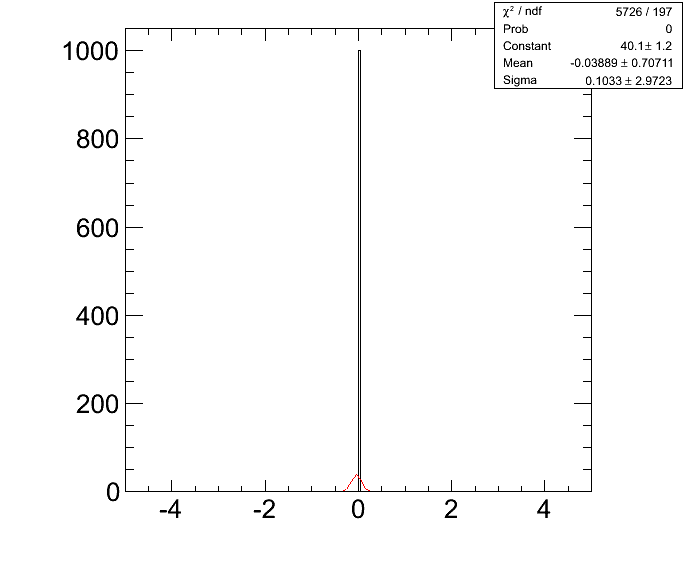 χ² / ndf 5726 / 197
Prob 0
Constant 40.1± 1.2
Mean -0.03889 ± 0.70711
Sigma 0.1033 ± 2.9723
1000
800
600
400
200
0
-4 -2 0 2 4